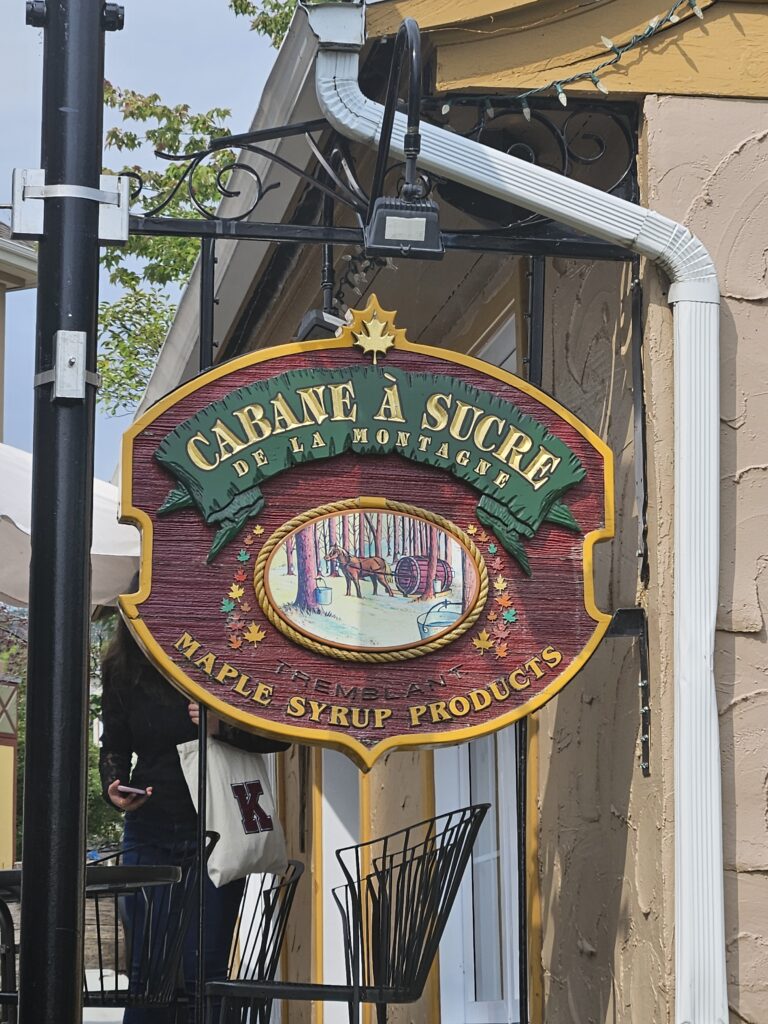 CABANE À SUCRE
DE LA MONTAGNE
TREMBLANT
MAPLE SYRUP PRODUCTS
K